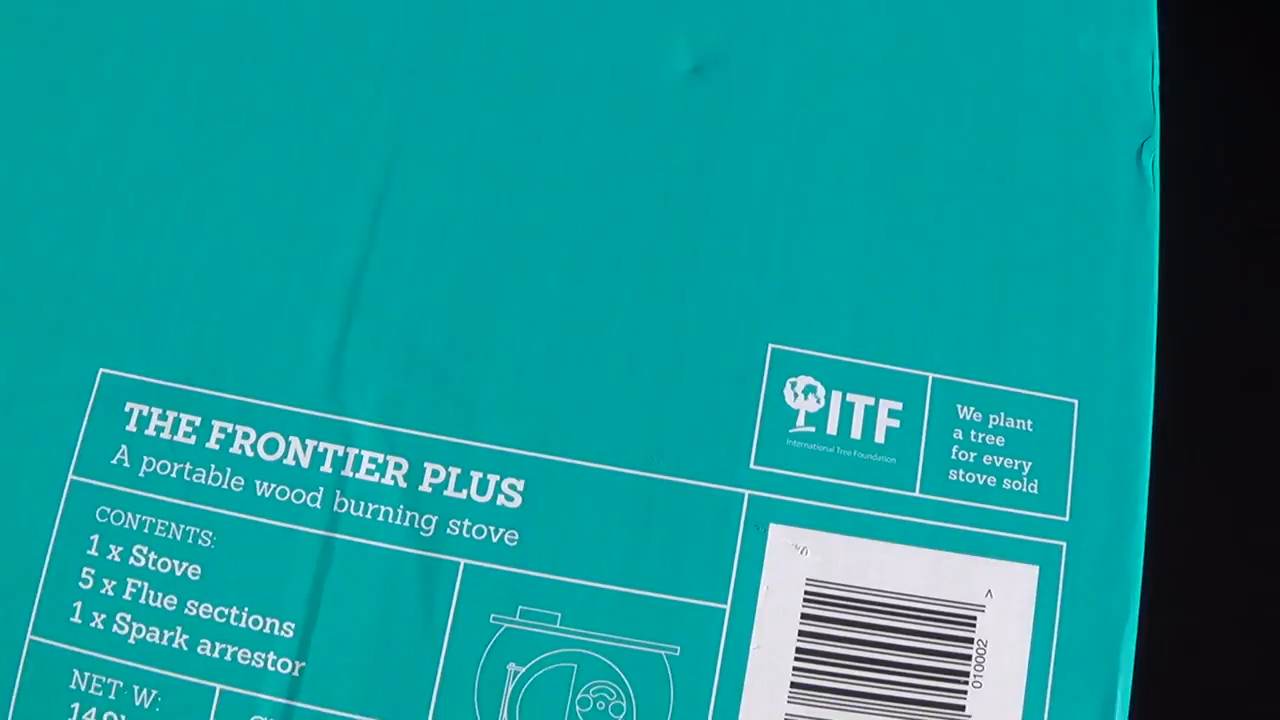 THE FRONTIER PLUS
A portable wood burning stove
CONTENTS:
1 x Stove
5 x Flue sections
1 x Spark arrestor
NET W:
ITF
International Tree Foundation
We plant
a tree
for every
stove sold
010002